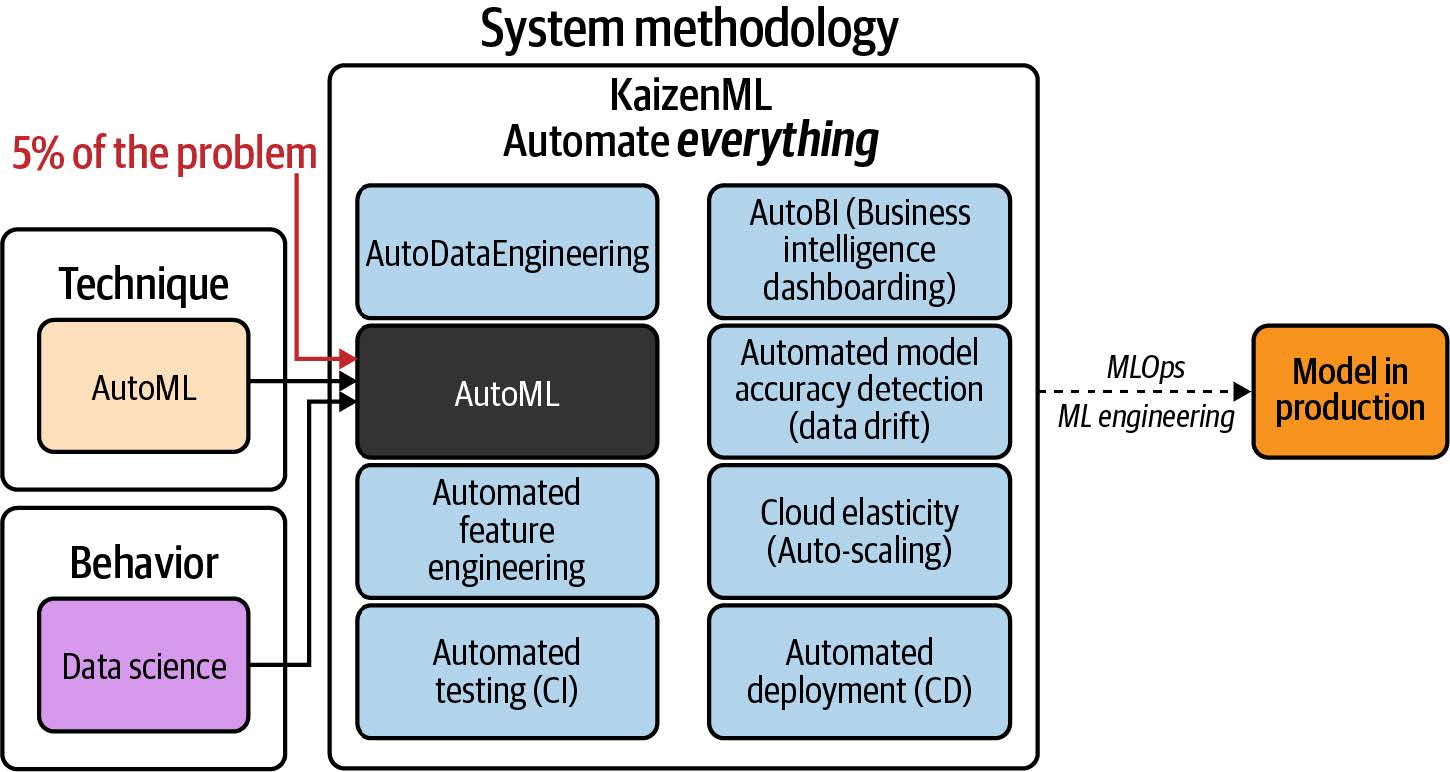 System methodology
KaizenML
Automate everything
5% of the problem
Technique
AutoML
Behavior
Data science
AutoDataEngineering
AutoML
Automated
feature
engineering
Automated
testing (CI)
AutoBI (Business
intelligence
dashboarding)
Automated model
accuracy detection
(data drift)
Cloud elasticity
(Auto-scaling)
Automated
deployment (CD)
MLOps
ML engineering
Model in
production